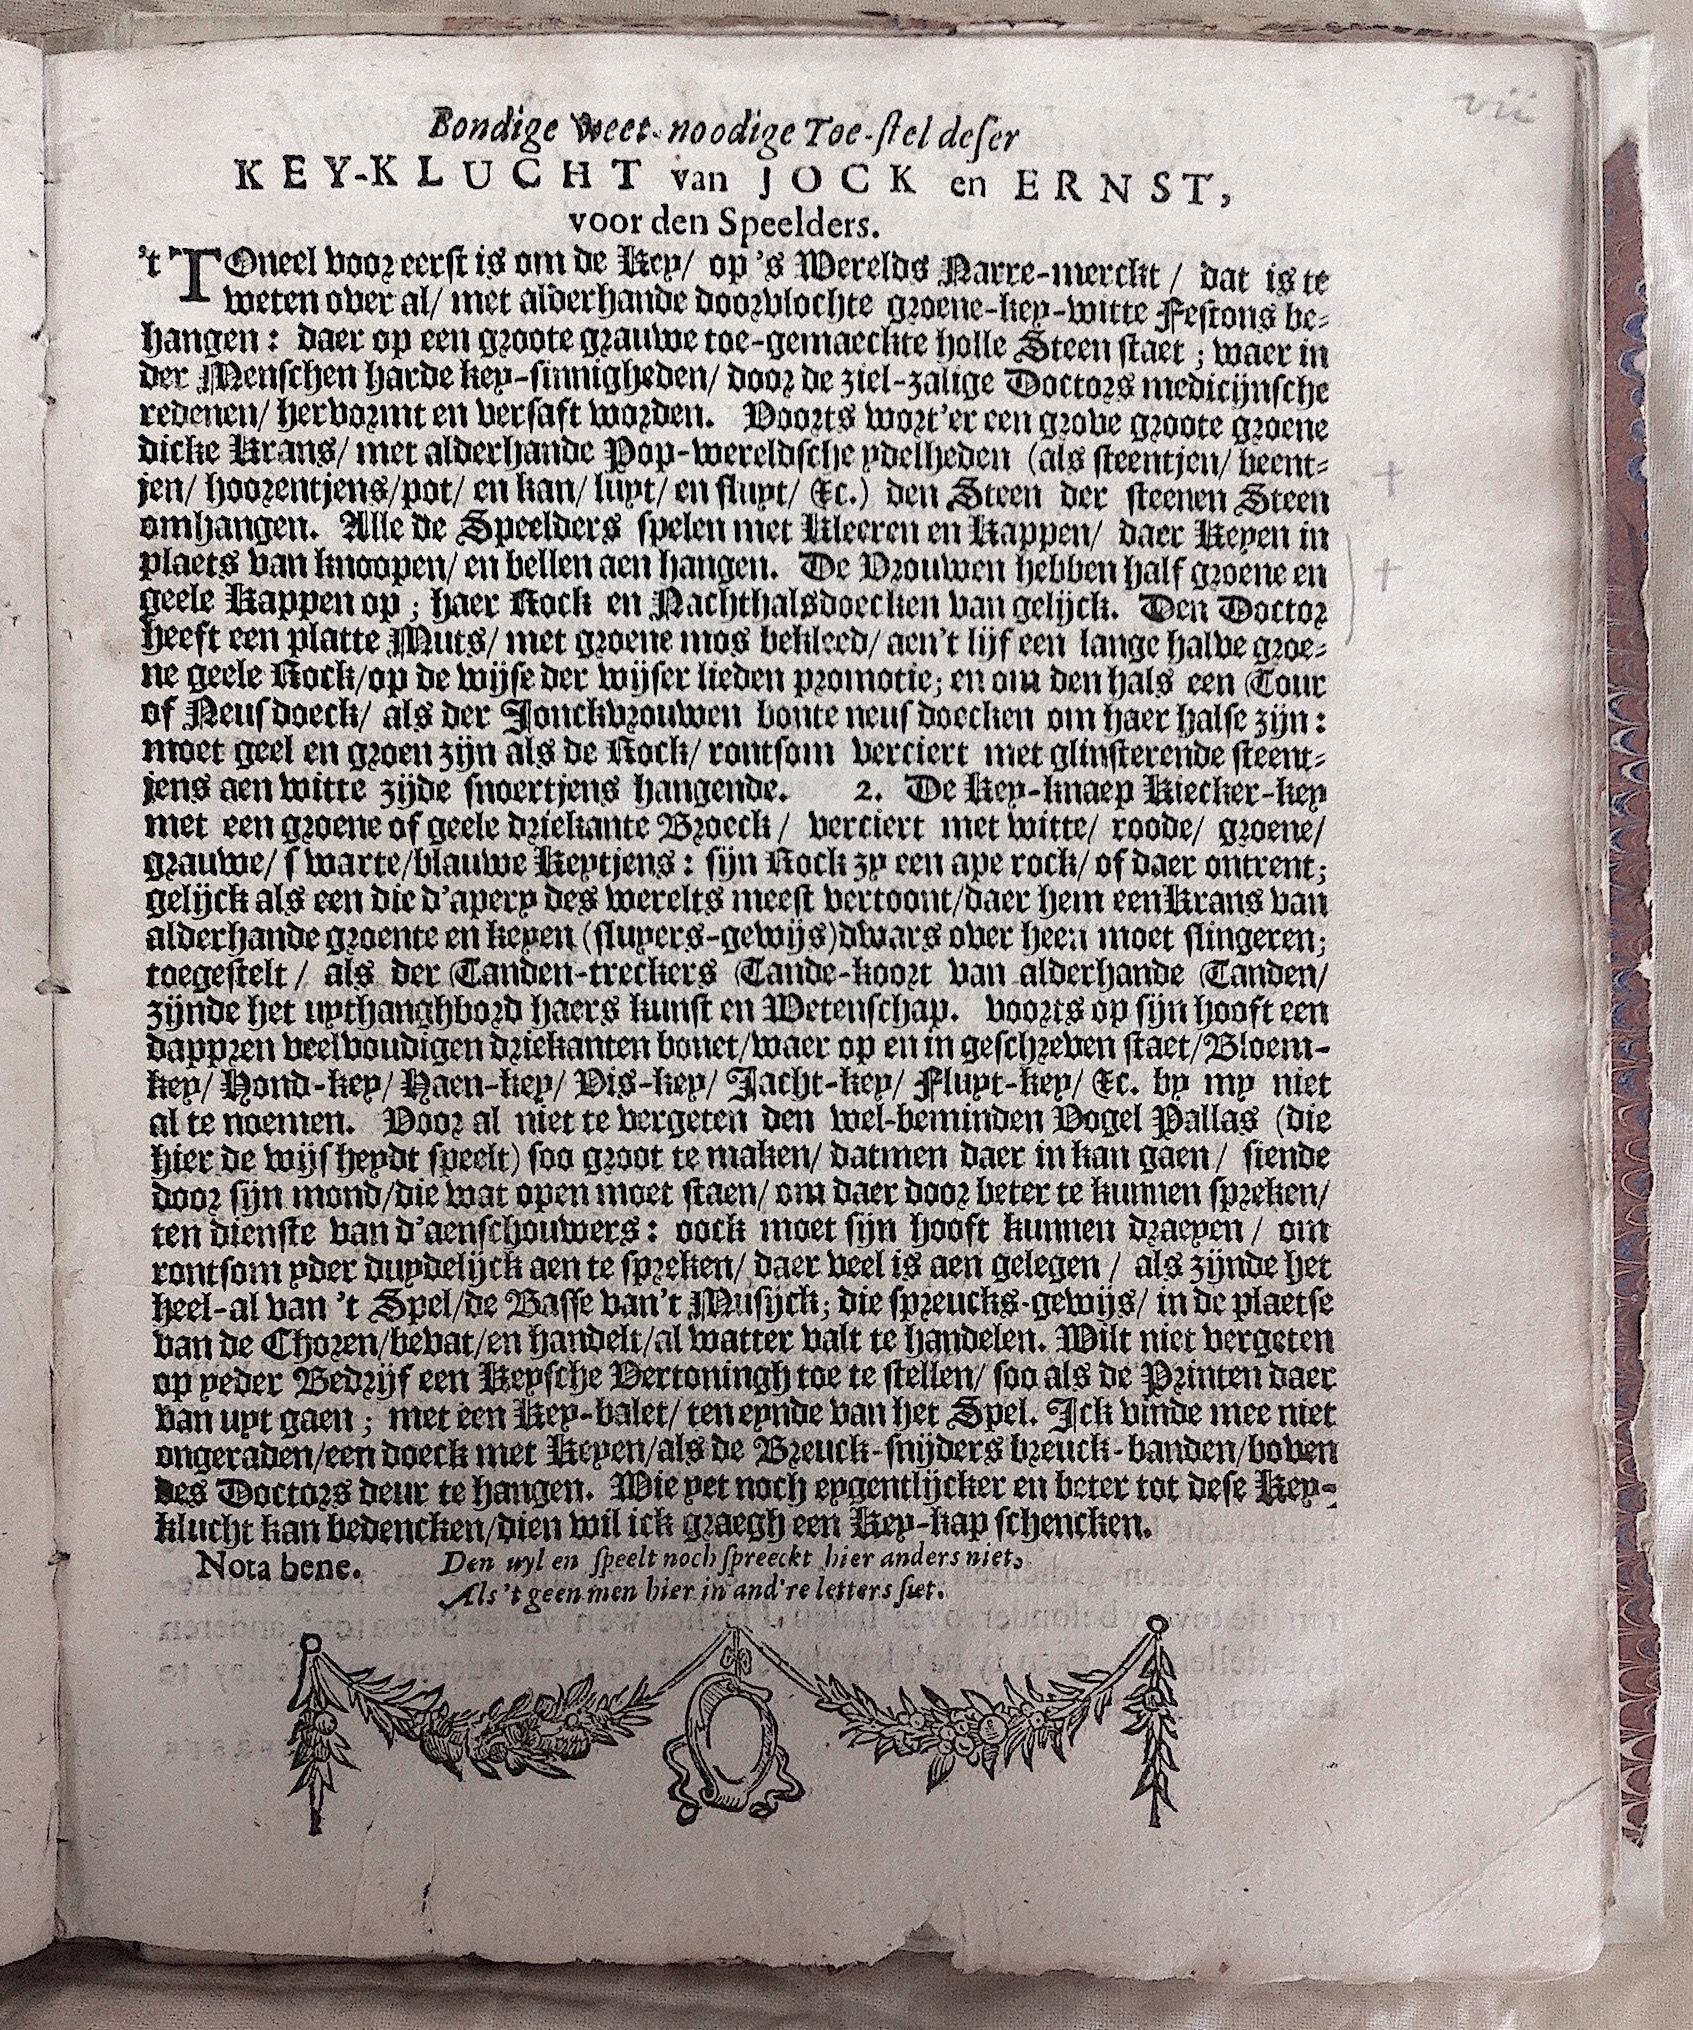 vii
Bondige weet-noodige Toe-stel deser
KEY-KLUCHT van JOCK en ERNST,
voor den Speelders.
't TOneel voor eerst is om de Key/ op 's Werelds Narre-merckt / dat is te
weten over al/ met alderhande doorvlochte groene-key-witte Festons be-
hangen: daer op een groote grauwe toe-gemaeckte holle Steen staet; waer in
der Menschen harde key-sinnigheden/ door de ziel-zalige Doctors medicijnsche
redenen/ hervormt en versaft worden. Voorts wort'er een grove groote groene
dicke Krans/ met alderhande Pop-wereldsche ydelheden (als steentjen/ beent-
jen/ hoorentjens/pot/ en kan/ luyt/ en fluyt/ &c.) den Steen der steenen Steen
omhangen. Alle de Speelders spelen met Kleeren en Kappen/ daer Keyen in
plaets van knoopen/ en bellen aen hangen. De Vrouwen hebben half groene en
geele Kappen op; haer Rock en Nachthalsdoecken van gelijck. Den Doctor
heeft een platte Muts/ met groene mos bekleed/ aen't lijf een lange halve groe-
ne geele Rock/op de wijse der wijser lieden promotie; en om den hals een Tour
of Neusdoeck/ als der Jonckvrouwen bonte neusdoecken om haer halse zijn:
moet geel en groen zijn als de Rock/ rontsom verciert met glinsterende steent-
jens aen witte zijde snoertjens hangende. 2. De Key-knaep Kiecker-key
met een groene of geele driekante Broeck/ verciert met witte/ roode/ groene/
grauwe/ swarte/blauwe Keytjens: sijn Rock zy een ape rock/ of daer ontrent;
gelijck als een die d'apery des werelts meest vertoont/daer hem een Krans van
alderhande groente en keyen (sluyers-gewijs) dwars over heen moet slingeren;
toegestelt/ als der Tanden-treckers Tande-koort van alderhande Tanden/
zijnde het uythanghbord haers kunst en Wetenschap. voorts op sijn hooft een
dappren veelvoudigen driekanten bonet/waer op en in geschreven staet/Bloem-
key/ Hond-key/ Haen-key/ Vis-key/ Jacht-key/ Fluyt-key/ &c. by my niet
al te noemen. Voor al niet te vergeten den wel-beminden Vogel Pallas (die
hier de wijsheydt speelt) soo groot te maken/ datmen daer in kan gaen/ siende
door sijn mond/die wat open moet staen/ om daer door beter te kunnen spreken/
ten dienste van d'aenschouwers: oock moet sijn hooft kunnen draeyen / om
rontsom yder duydelijck aen te spreken/ daer veel is aen gelegen / als zijnde het
heel-al van 't Spel/de Basse van't Musijck; die spreucks-gewijs/ in de plaetse
van de Choren/bevat/en handelt/al watter valt te handelen. Wilt niet vergeten
op yeder Bedrijf een Keysche Vertoningh toe te stellen/ soo als de Printen daer
van uyt gaen; met een Key-balet/ ten eynde van het Spel. Ick vinde mee niet
ongeraden/een doeck met Keyen/als de Breuck-snijders breuck-banden/boven
des Doctors deur te hangen. Wie yet noch eygentlijcker en beter tot dese Key-
klucht kan bedencken/dien wil ick graegh een Key-kap schencken.
Nota bene. Den uyl en speelt noch spreeckt hier anders niet,
Als 't geen men hier in and're letters siet.